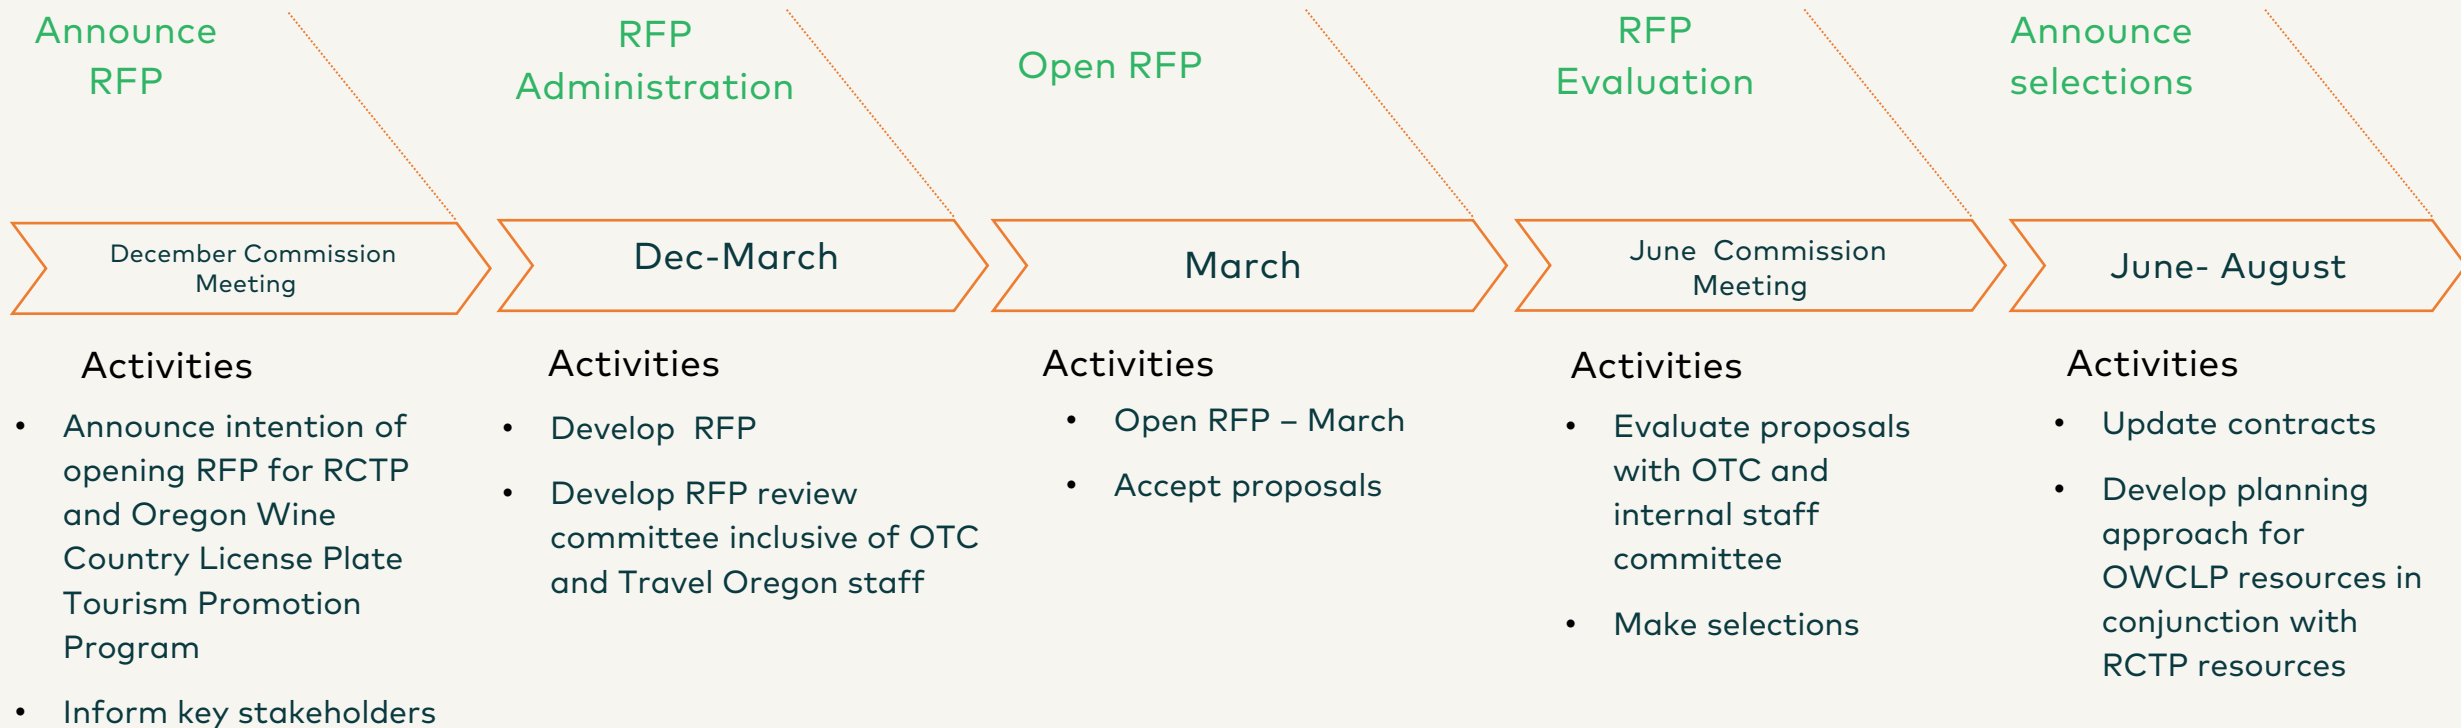 Announce
RFP
RFP
Administration
Open RFP
RFP
Evaluation
Announce
selections
December Commission
Meeting
Dec-March
March
June Commission
Meeting
June- August
Activities
• Announce intention of
opening RFP for RCTP
and Oregon Wine
Country License Plate
Tourism Promotion
Program
• Inform key stakeholders
Activities
• Develop RFP
• Develop RFP review
committee inclusive of OTC
and Travel Oregon staff
Activities
• Open RFP – March
• Accept proposals
Activities
• Evaluate proposals
with OTC and
internal staff
committee
• Make selections
Activities
• Update contracts
• Develop planning
approach for
OWCLP resources in
conjunction with
RCTP resources